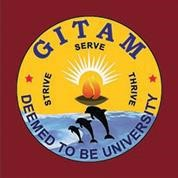 GITAM
STRIVE
SERVE
THRIVE
DEEMED TO BE UNIVERSITY